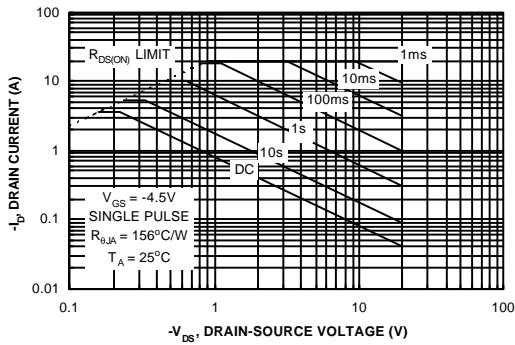 100
10
1
0.1
0.01
-I_D, DRAIN CURRENT (A)
R_DS(ON) LIMIT
1ms
10ms
100ms
1s
10s
DC
V_GS = -4.5V
SINGLE PULSE
R_θJA = 156°C/W
T_A = 25°C
0.1
1
10
100
-V_DS, DRAIN-SOURCE VOLTAGE (V)